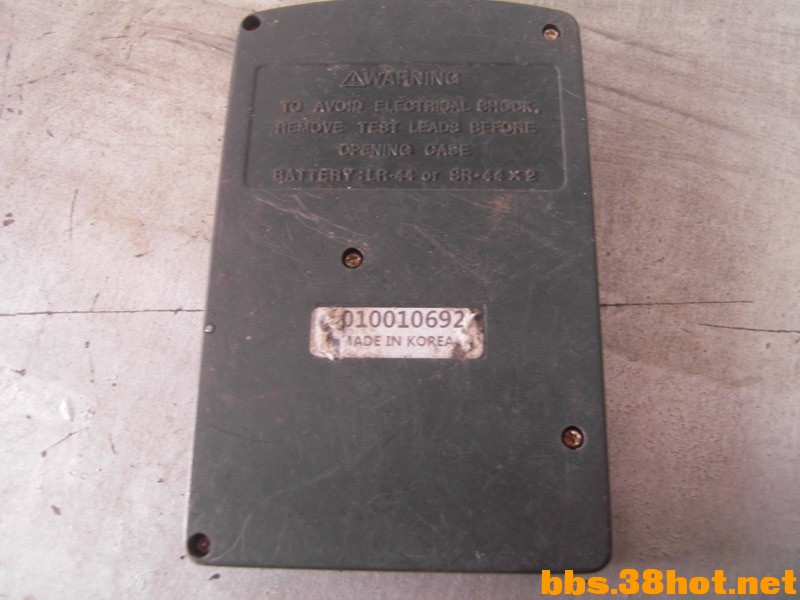 ⚠WARNING
TO AVOID ELECTRICAL SHOCK,
REMOVE TEST LEADS BEFORE
OPENING CASE
BATTERY:LR-44 or SR-44×2
010010692
MADE IN KOREA
bbs.38hot.net